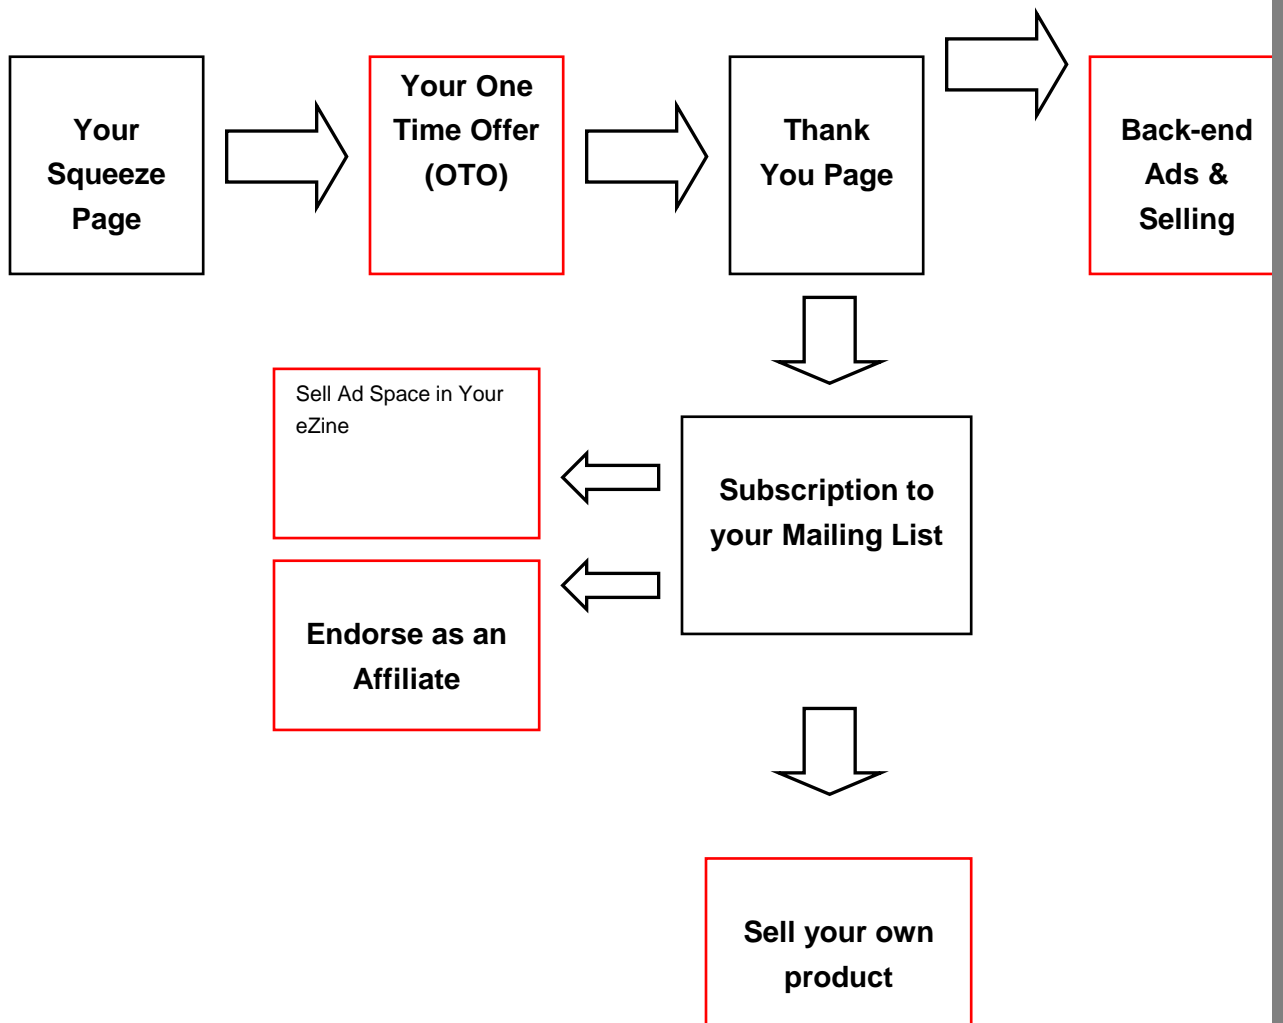 Your
Squeeze
Page
Your One
Time Offer
(OTO)
Thank
You Page
Back-end
Ads &
Selling
Sell Ad Space in Your
eZine
Subscription to
your Mailing List
Endorse as an
Affiliate
Sell your own
product